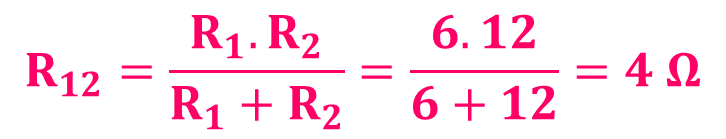 R₁₂ = R₁.R₂ / R₁ + R₂ = 6.12 / 6 + 12 = 4 Ω